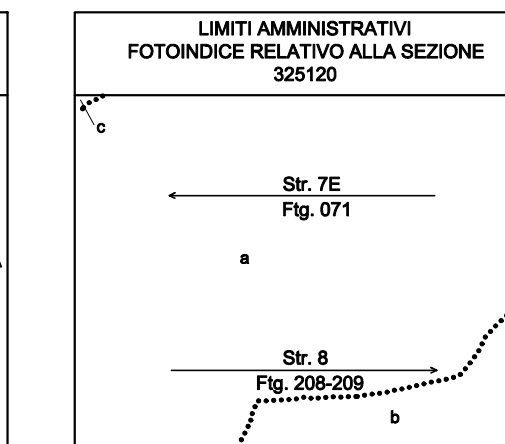 LIMITI AMMINISTRATIVI
FOTOINDICE RELATIVO ALLA SEZIONE
325120
c
Str. 7E
Ftg. 071
a
Str. 8
Ftg. 208-209
b